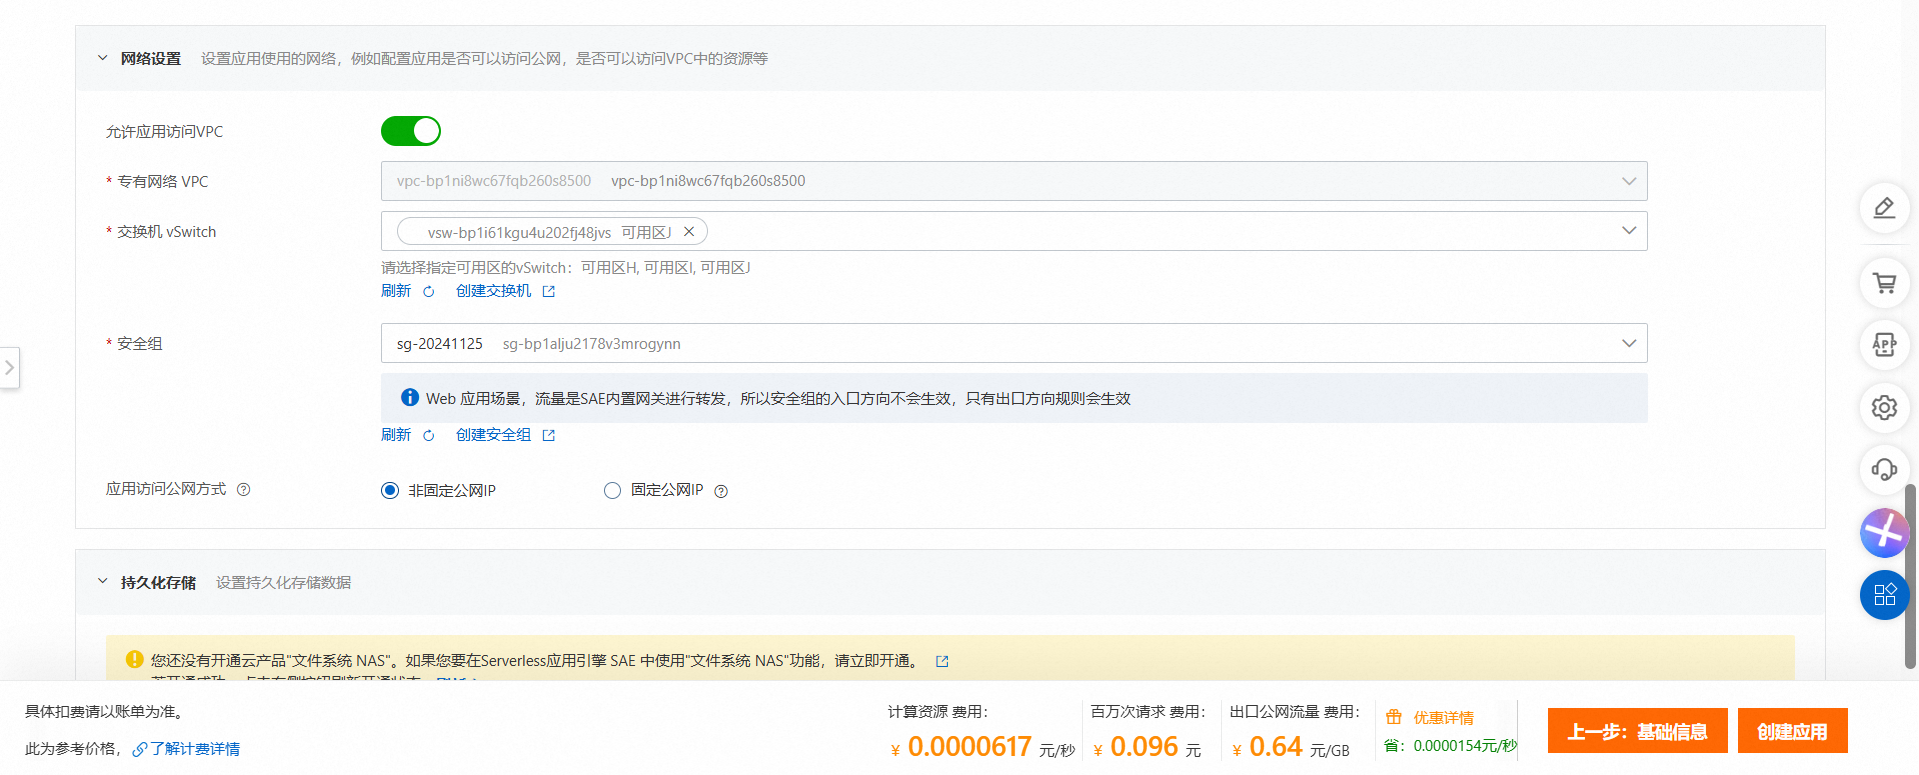 网络设置 设置应用使用的网络，例如配置应用是否可以访问公网，是否可以访问VPC中的资源等
允许应用访问VPC
* 专有网络 VPC vpc-bp1ni8wc67fqb260s8500 vpc-bp1ni8wc67fqb260s8500
* 交换机 vSwitch vsw-bp1i61kgu4u202fj48jvs 可用区J
请选择指定可用区的vSwitch：可用区H, 可用区I, 可用区J
刷新 创建交换机
* 安全组 sg-20241125 sg-bp1alju2178v3mrogynn
Web 应用场景，流量是SAE内置网关进行转发，所以安全组的入口方向不会生效，只有出口方向规则会生效
刷新 创建安全组
应用访问公网方式 非固定公网IP 固定公网IP
持久化存储 设置持久化存储数据
您还没有开通云产品"文件系统 NAS"。如果您要在Serverless应用引擎 SAE 中使用"文件系统 NAS"功能，请立即开通。
具体扣费请以账单为准。
此为参考价格，了解计费详情
计算资源 费用：
¥ 0.0000617 元/秒
百万次请求 费用：
¥ 0.096 元
出口公网流量 费用：
¥ 0.64 元/GB
优惠详情
省：0.0000154元/秒
上一步：基础信息
创建应用
APP